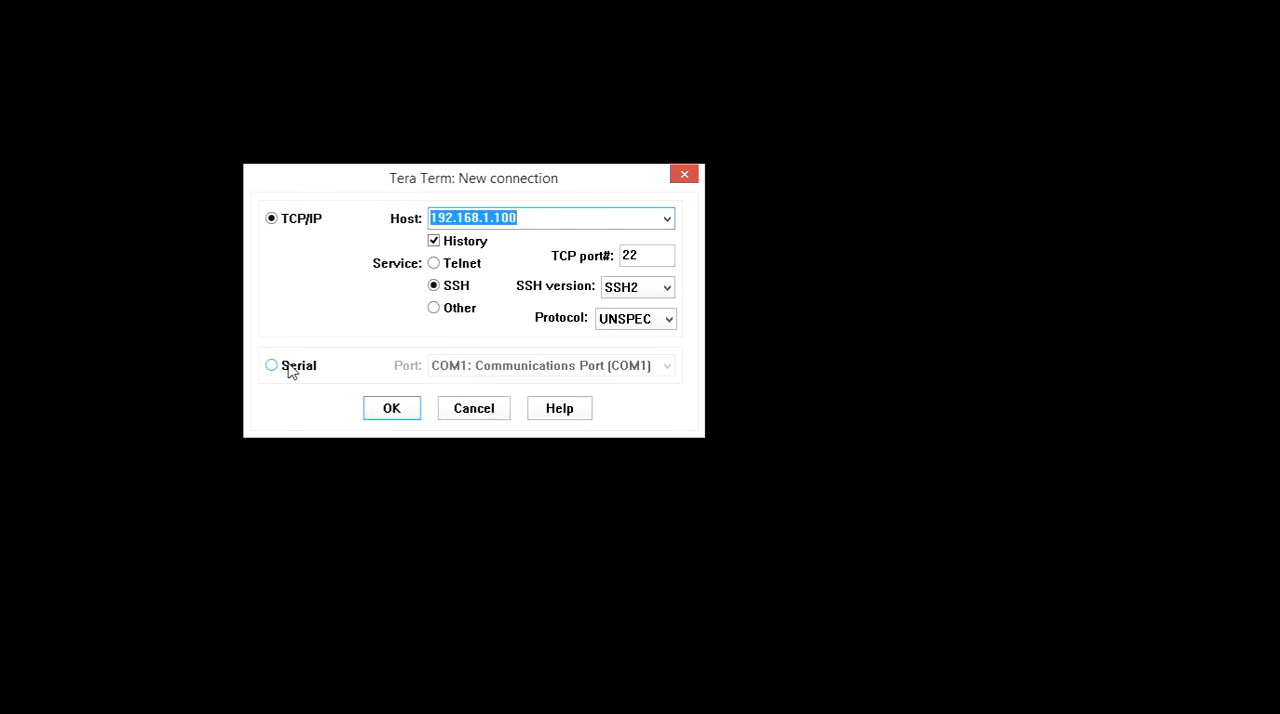 Tera Term: New connection
TCP/IP Host: 192.168.1.100
History
TCP port#: 22
Service: Telnet
SSH SSH version: SSH2
Other Protocol: UNSPEC
Serial Port: COM1: Communications Port (COM1)
OK Cancel Help